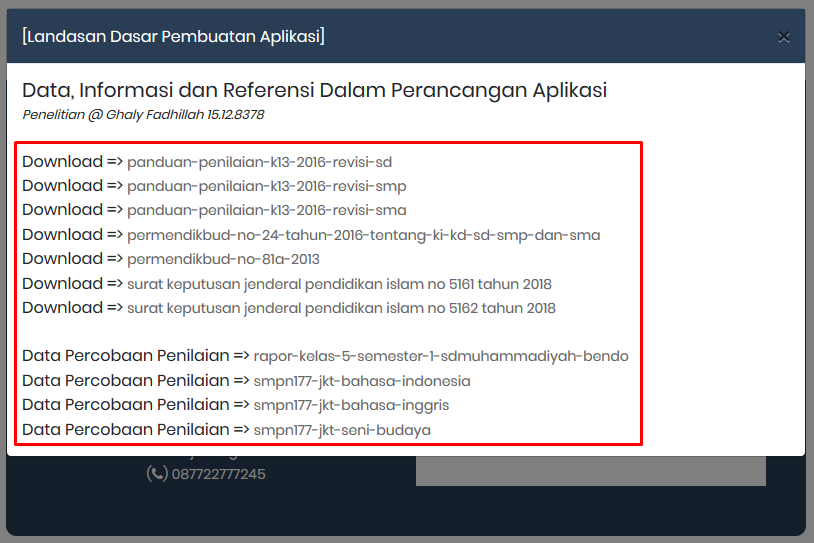 [Landasan Dasar Pembuatan Aplikasi] ×
Data, Informasi dan Referensi Dalam Perancangan Aplikasi
Penelitian @ Ghaly Fadhillah 15.12.8378
Download => panduan-penilaian-k13-2016-revisi-sd
Download => panduan-penilaian-k13-2016-revisi-smp
Download => panduan-penilaian-k13-2016-revisi-sma
Download => permendikbud-no-24-tahun-2016-tentang-ki-kd-sd-smp-dan-sma
Download => permendikbud-no-81a-2013
Download => surat keputusan jenderal pendidikan islam no 5161 tahun 2018
Download => surat keputusan jenderal pendidikan islam no 5162 tahun 2018
Data Percobaan Penilaian => rapor-kelas-5-semester-1-sdmuhammadiyah-bendo
Data Percobaan Penilaian => smpn177-jkt-bahasa-indonesia
Data Percobaan Penilaian => smpn177-jkt-bahasa-inggris
Data Percobaan Penilaian => smpn177-jkt-seni-budaya
() 087722777245